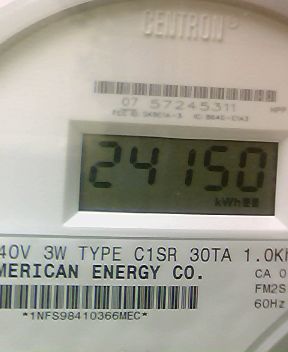 CENTRON®
07 57245311
24150
kWh
40V 3W TYPE C1SR 30TA 1.0K
MERICAN ENERGY CO.
CA 0
FM2S
60Hz
*1NFS98410366MEC*